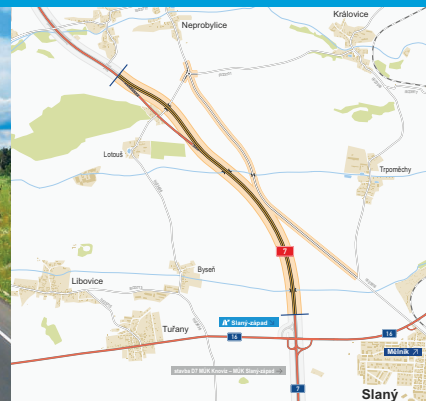 Neprobylice
Královice
Lotouš
Trpoměchy
7
Byseň
Libovice
Slaný-západ
Tuřany
16
16
Mělník
stavba D7 MÚK Kmetiněves – MÚK Slaný-západ
7
Slaný